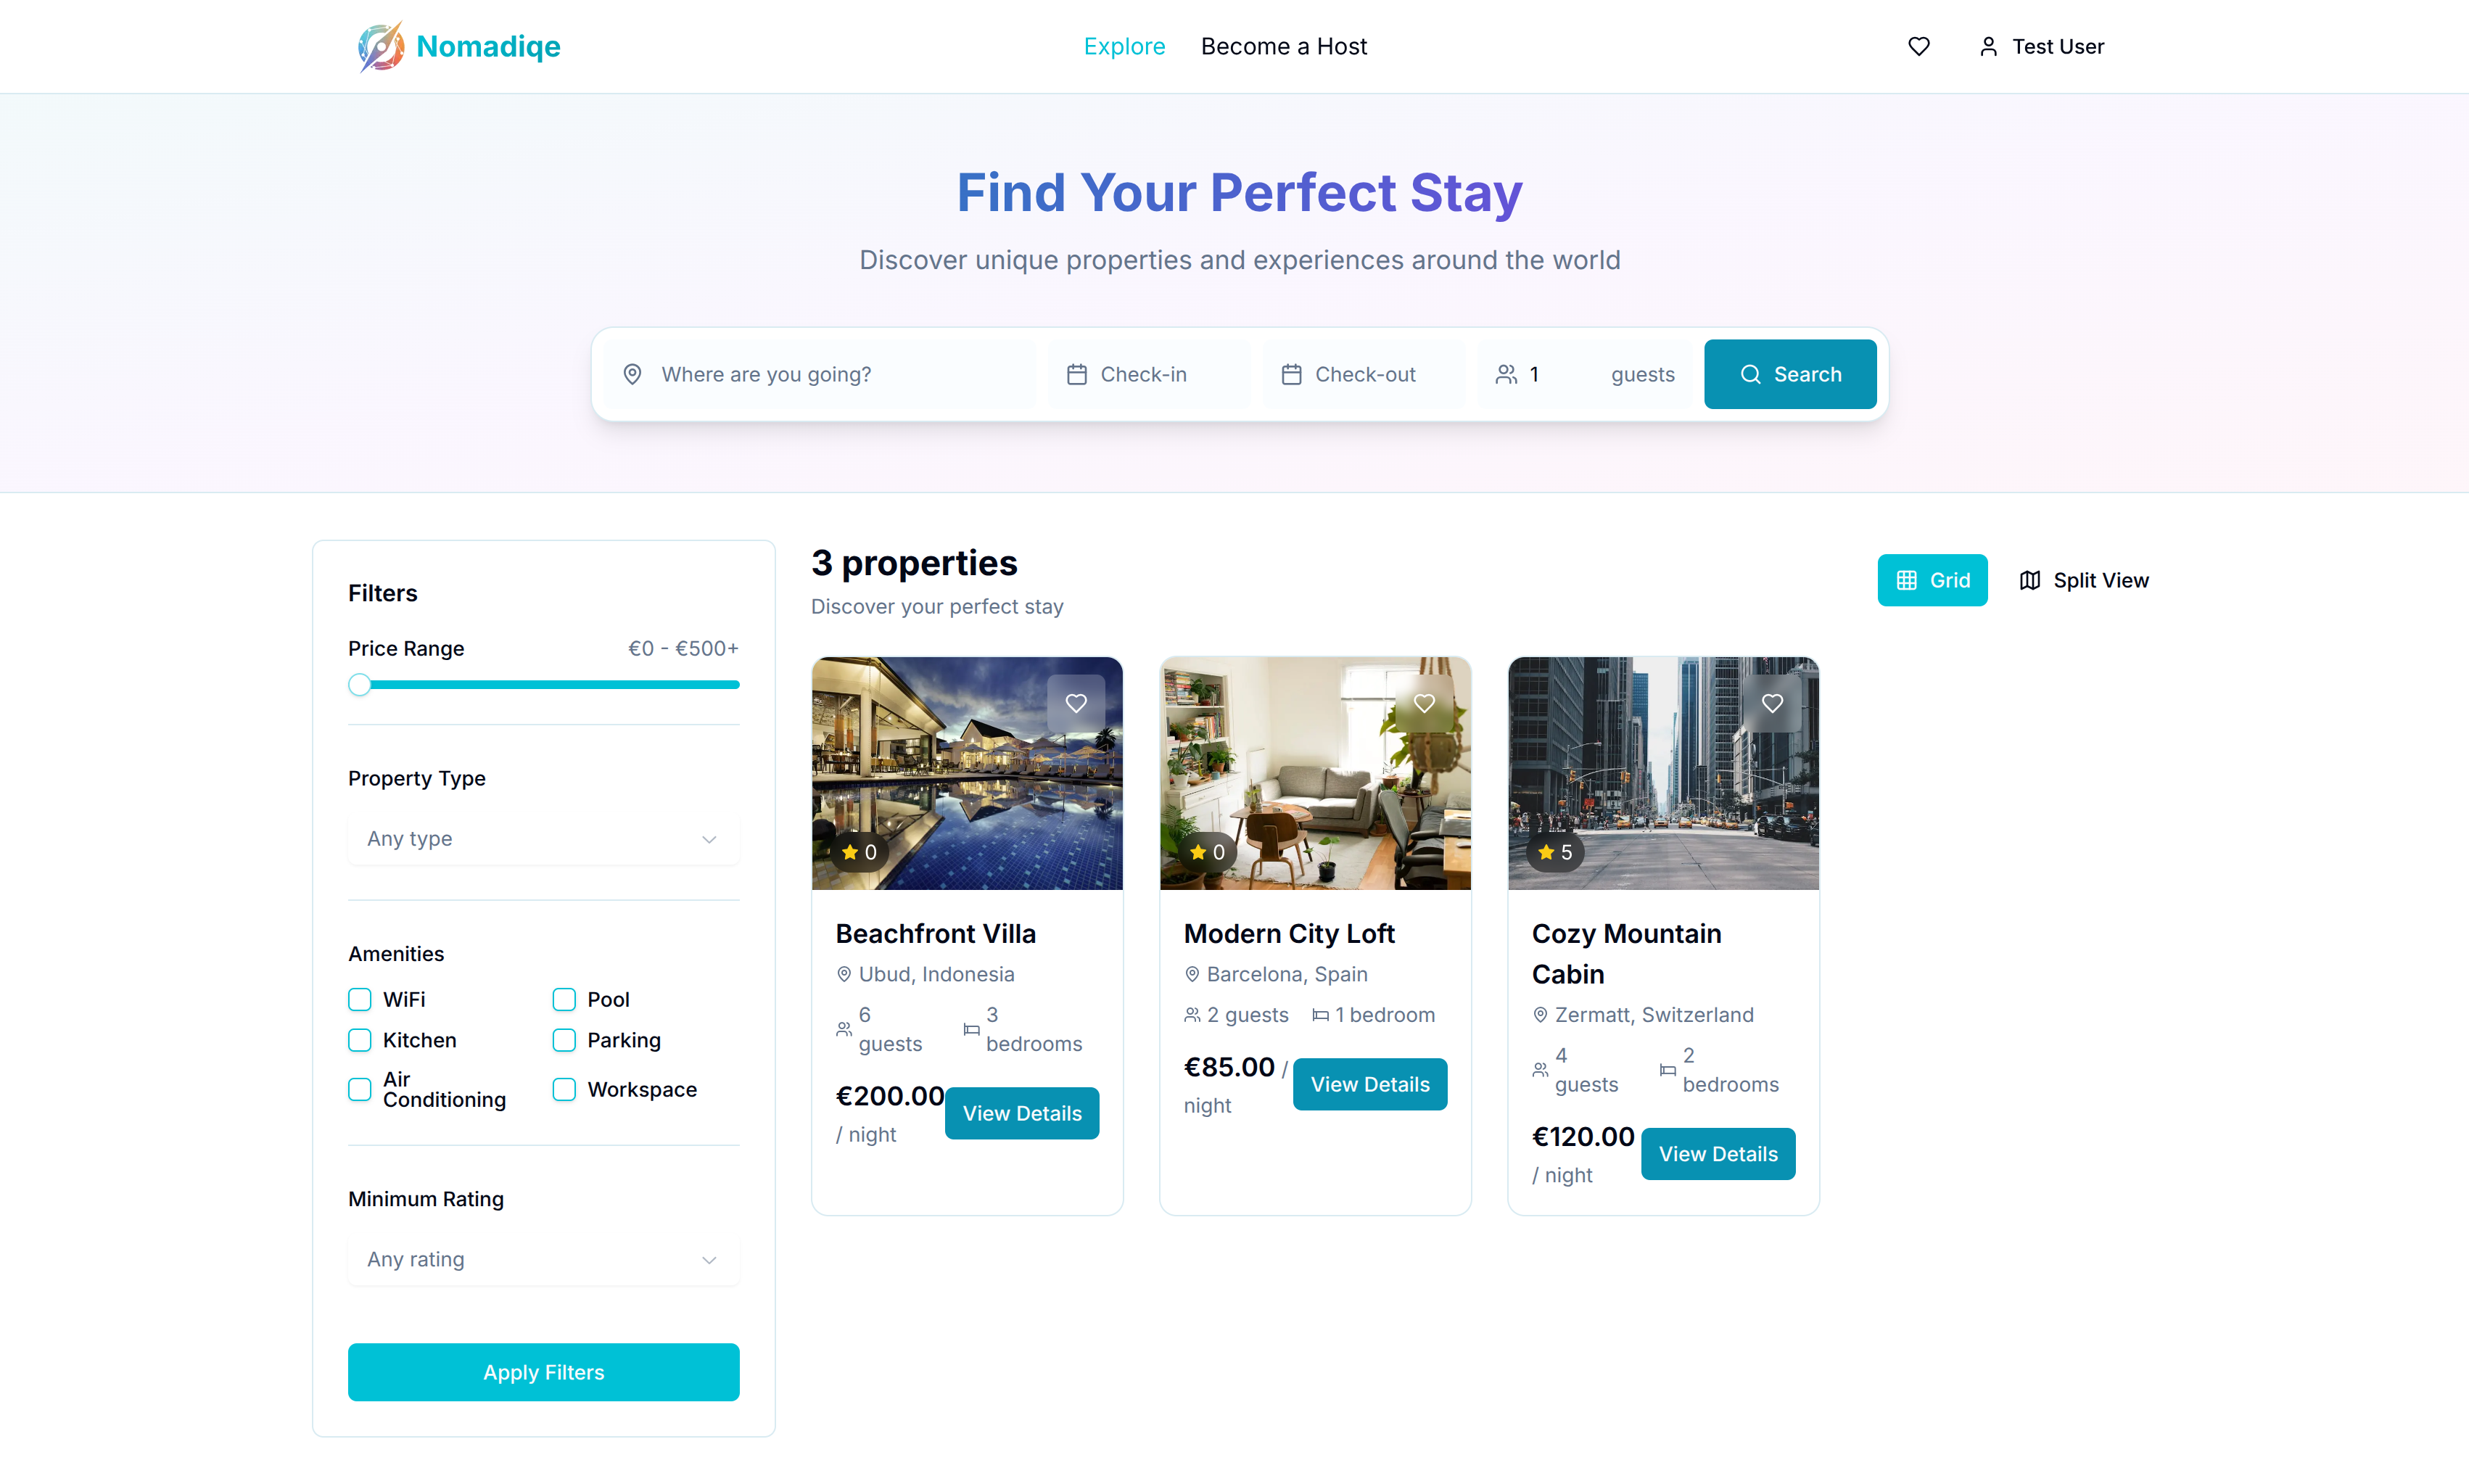 Nomadiqe
Explore
Become a Host
Test User
Find Your Perfect Stay
Discover unique properties and experiences around the world
Where are you going?
Check-in
Check-out
1 guests
Search
Filters
Price Range €0 - €500+
Property Type
Any type
Amenities
WiFi
Pool
Kitchen
Parking
Air
Conditioning
Workspace
Minimum Rating
Any rating
Apply Filters
3 properties
Discover your perfect stay
Grid
Split View
0
Beachfront Villa
Ubud, Indonesia
6
guests
3
bedrooms
€200.00
/ night
View Details
0
Modern City Loft
Barcelona, Spain
2 guests
1 bedroom
€85.00 /
night
View Details
5
Cozy Mountain
Cabin
Zermatt, Switzerland
4
guests
2
bedrooms
€120.00
/ night
View Details